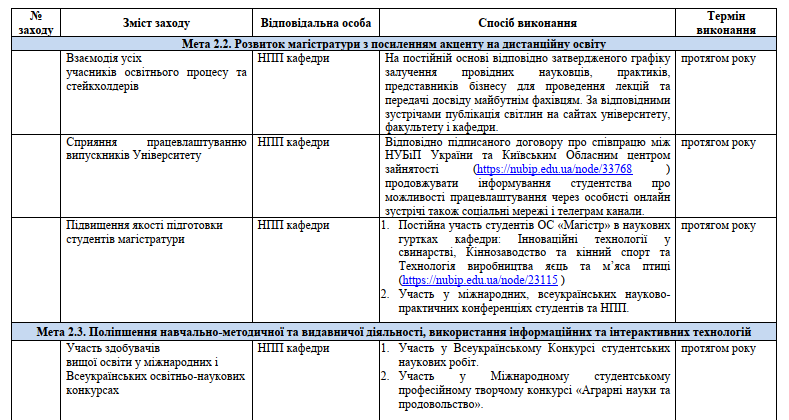 № заходу
Зміст заходу
Відповідальна особа
Спосіб виконання
Термін виконання
Мета 2.2. Розвиток магістратури з посиленням акценту на дистанційну освіту
Взаємодія усіх
учасників освітнього процесу та
стейкхолдерів
НПП кафедри
На постійній основі відповідно затвердженого графіку
залучення провідних науковців, практиків,
представників бізнесу для проведення лекцій та
передачі досвіду майбутнім фахівцям. За відповідними
зустрічами публікація світлин на сайтах університету,
факультету і кафедри.
протягом року
Сприяння працевлаштуванню
випускників Університету
НПП кафедри
Відповідно підписаного договору про співпрацю між
НУБіП України та Київським Обласним центром
зайнятості (https://nubip.edu.ua/node/33768 )
продовжувати інформування студентства про
можливості працевлаштування через особисті онлайн
зустрічі також соціальні мережі і телеграм канали.
протягом року
Підвищення якості підготовки
студентів магістратури
НПП кафедри
1. Постійна участь студентів ОС «Магістр» в наукових
гуртках кафедри: Інноваційні технології у
свинарстві, Кіннозаводство та кінний спорт та
Технологія виробництва яєць та м’яса птиці
(https://nubip.edu.ua/node/23115 )
2. Участь у міжнародних, всеукраїнських науково-
практичних конференціях студентів та НПП.
протягом року
Мета 2.3. Поліпшення навчально-методичної та видавничої діяльності, використання інформаційних та інтерактивних технологій
Участь здобувачів
вищої освіти у міжнародних і
Всеукраїнських освітньо-наукових
конкурсах
НПП кафедри
1. Участь у Всеукраїнському Конкурсі студентських
наукових робіт.
2. Участь у Міжнародному студентському
професійному творчому конкурсі «Аграрні науки та
продовольство».
протягом року